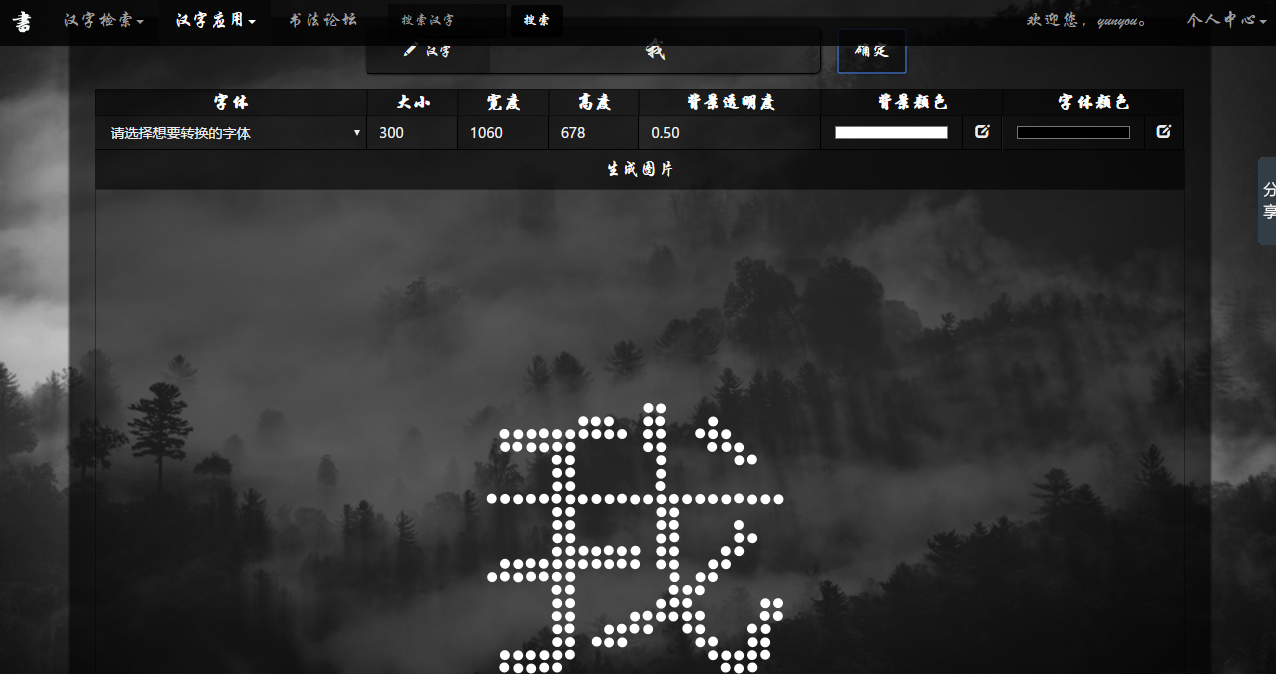 書 汉字检索 汉字应用 书法论坛 搜索汉字 搜索 欢迎您，yunyou。 个人中心
汉字 我 确定
字体 大小 宽度 高度 背景透明度 背景颜色 字体颜色
请选择想要转换的字体 300 1060 678 0.50
生成图片
分享
我